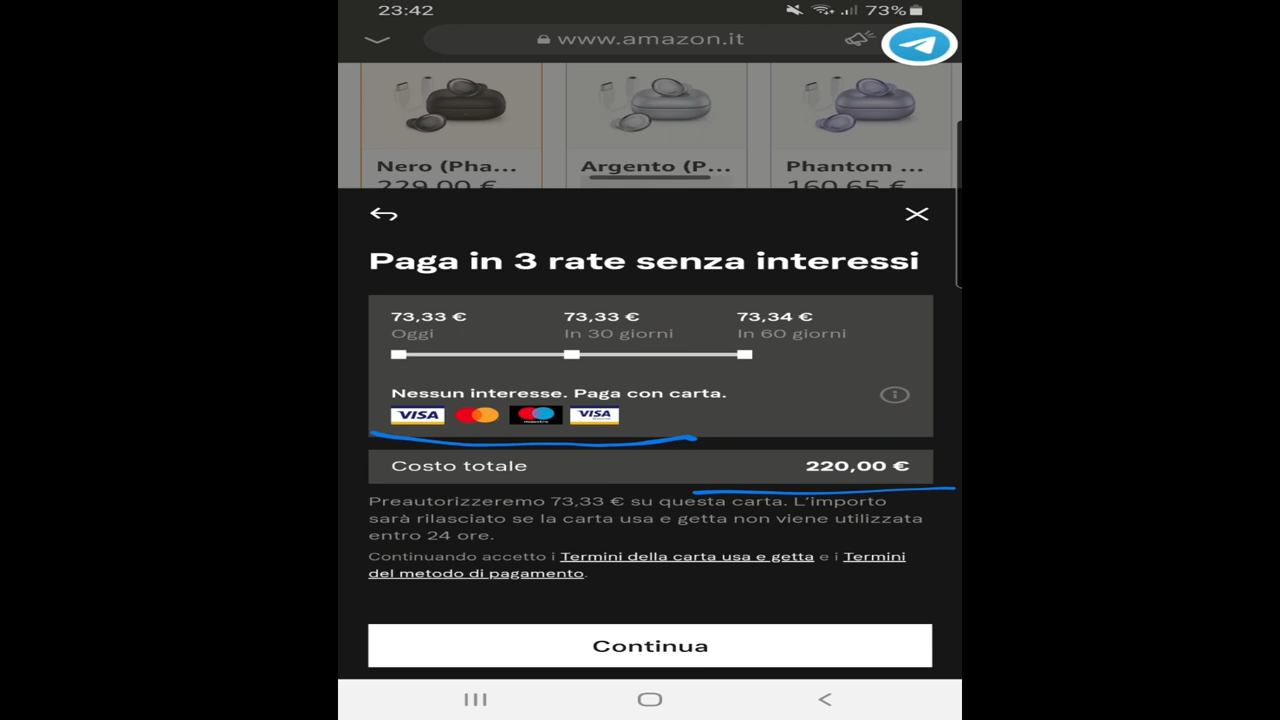 23:42
73%
www.amazon.it
Nero (Pha...
Argento (P...
Phantom ...
229,00 €
160,65 €
Paga in 3 rate senza interessi
73,33 €
73,33 €
73,34 €
Oggi
In 30 giorni
In 60 giorni
Nessun interesse. Paga con carta.
VISA
maestro
VISA
Costo totale
220,00 €
Preautorizzeremo 73,33 € su questa carta. L'importo
sarà rilasciato se la carta usa e getta non viene utilizzata
entro 24 ore.
Continuando accetto i Termini della carta usa e getta e i Termini
del metodo di pagamento.
Continua